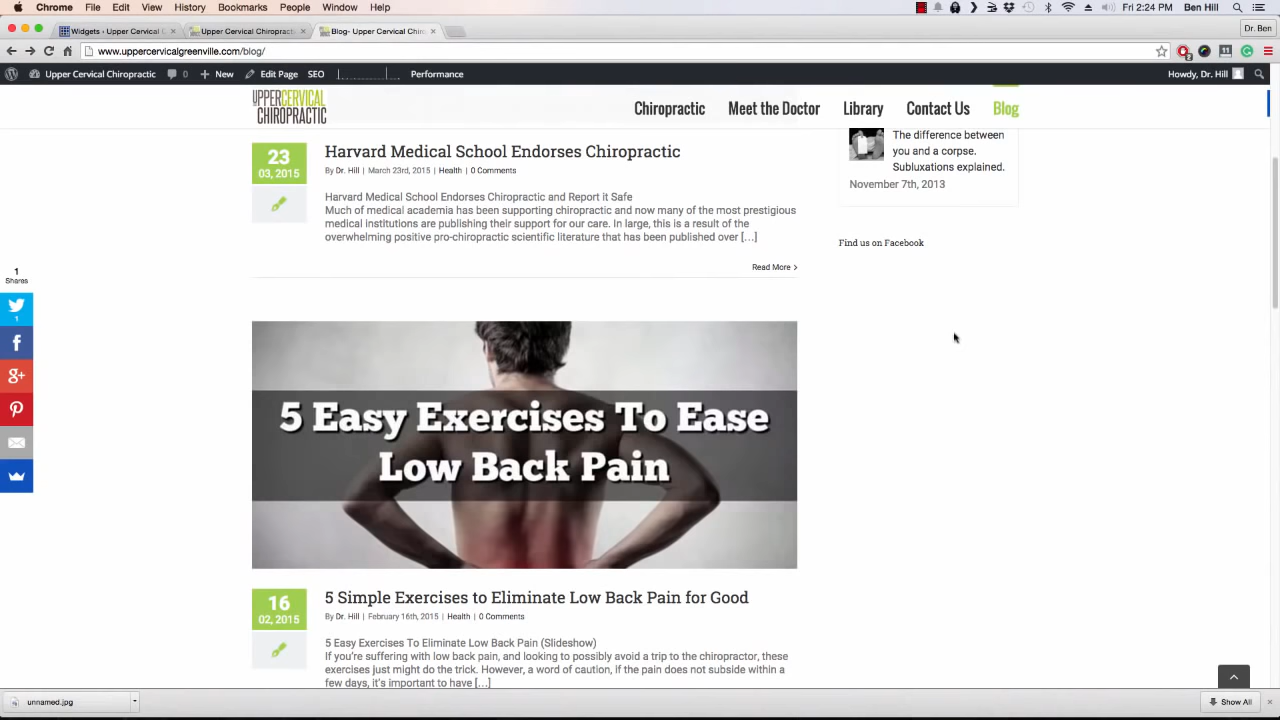 Chrome File Edit View History Bookmarks People Window Help
Fri 2:24 PM Ben Hill
Widgets ‹ Upper Cervical C
Upper Cervical Chiropractic
Blog- Upper Cervical Chiro
Dr. Ben
www.uppercervicalgreenville.com/blog/
Upper Cervical Chiropractic 0 New Edit Page SEO Performance
Howdy, Dr. Hill
UPPERCERVICAL
CHIROPRACTIC
Chiropractic Meet the Doctor Library Contact Us Blog
The difference between
you and a corpse.
Subluxations explained.
November 7th, 2013
Find us on Facebook
23
03, 2015
Harvard Medical School Endorses Chiropractic
By Dr. Hill | March 23rd, 2015 | Health | 0 Comments
Harvard Medical School Endorses Chiropractic and Report it Safe
Much of medical academia has been supporting chiropractic and now many of the most prestigious
medical institutions are publishing their support for our care. In large, this is a result of the
overwhelming positive pro-chiropractic scientific literature that has been published over [...]
Read More
1
Shares
1
5 Easy Exercises To Ease
Low Back Pain
16
02, 2015
5 Simple Exercises to Eliminate Low Back Pain for Good
By Dr. Hill | February 16th, 2015 | Health | 0 Comments
5 Easy Exercises To Eliminate Low Back Pain (Slideshow)
If you're suffering with low back pain, and looking to possibly avoid a trip to the chiropractor, these
exercises just might do the trick. However, a word of caution, if the pain does not subside within a
few days, it's important to have [...]
unnamed.jpg
Show All